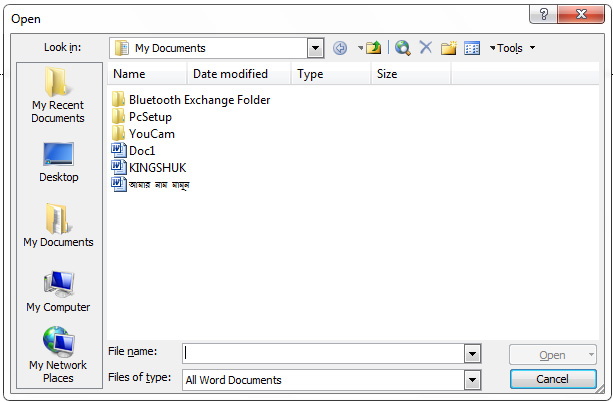 Open
Look in: My Documents Tools
Name Date modified Type Size
My Recent Documents
Desktop
My Documents
My Computer
My Network Places
Bluetooth Exchange Folder
PcSetup
YouCam
Doc1
KINGSHUK
আমার নাম মামুন
File name: Open
Files of type: All Word Documents Cancel